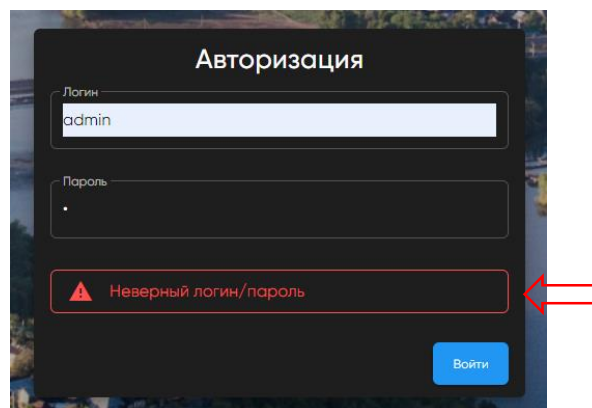 Авторизация
Логин
admin
Пароль
•
Неверный логин/пароль
Войти